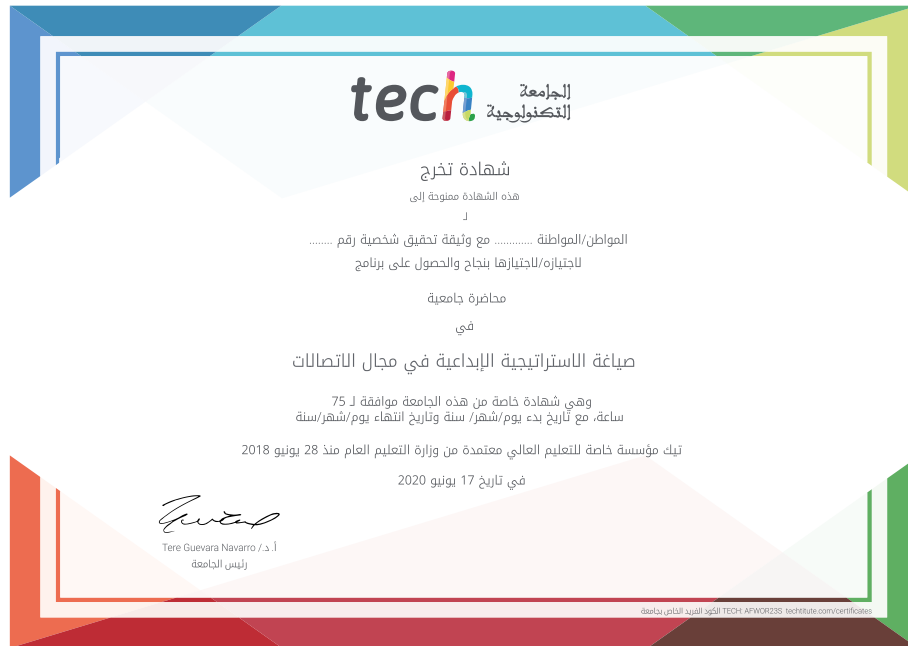 tech الجامعة
التكنولوجية
شهادة تخرج
هذه الشهادة ممنوحة إلى
لـ
المواطن/المواطنة ............. مع وثيقة تحقيق شخصية رقم ........
لاجتيازه/لاجتيازها بنجاح والحصول على برنامج
محاضرة جامعية
في
صياغة الاستراتيجية الإبداعية في مجال الاتصالات
وهي شهادة خاصة من هذه الجامعة موافقة لـ 75
ساعة، مع تاريخ بدء يوم/شهر/ سنة وتاريخ انتهاء يوم/شهر/سنة
تيك مؤسسة خاصة للتعليم العالي معتمدة من وزارة التعليم العام منذ 28 يونيو 2018
في تاريخ 17 يونيو 2020
أ. د./ Tere Guevara Navarro
رئيس الجامعة
الكود الفريد الخاص بجامعة TECH: AFWOR23S techtitute.com/certificates